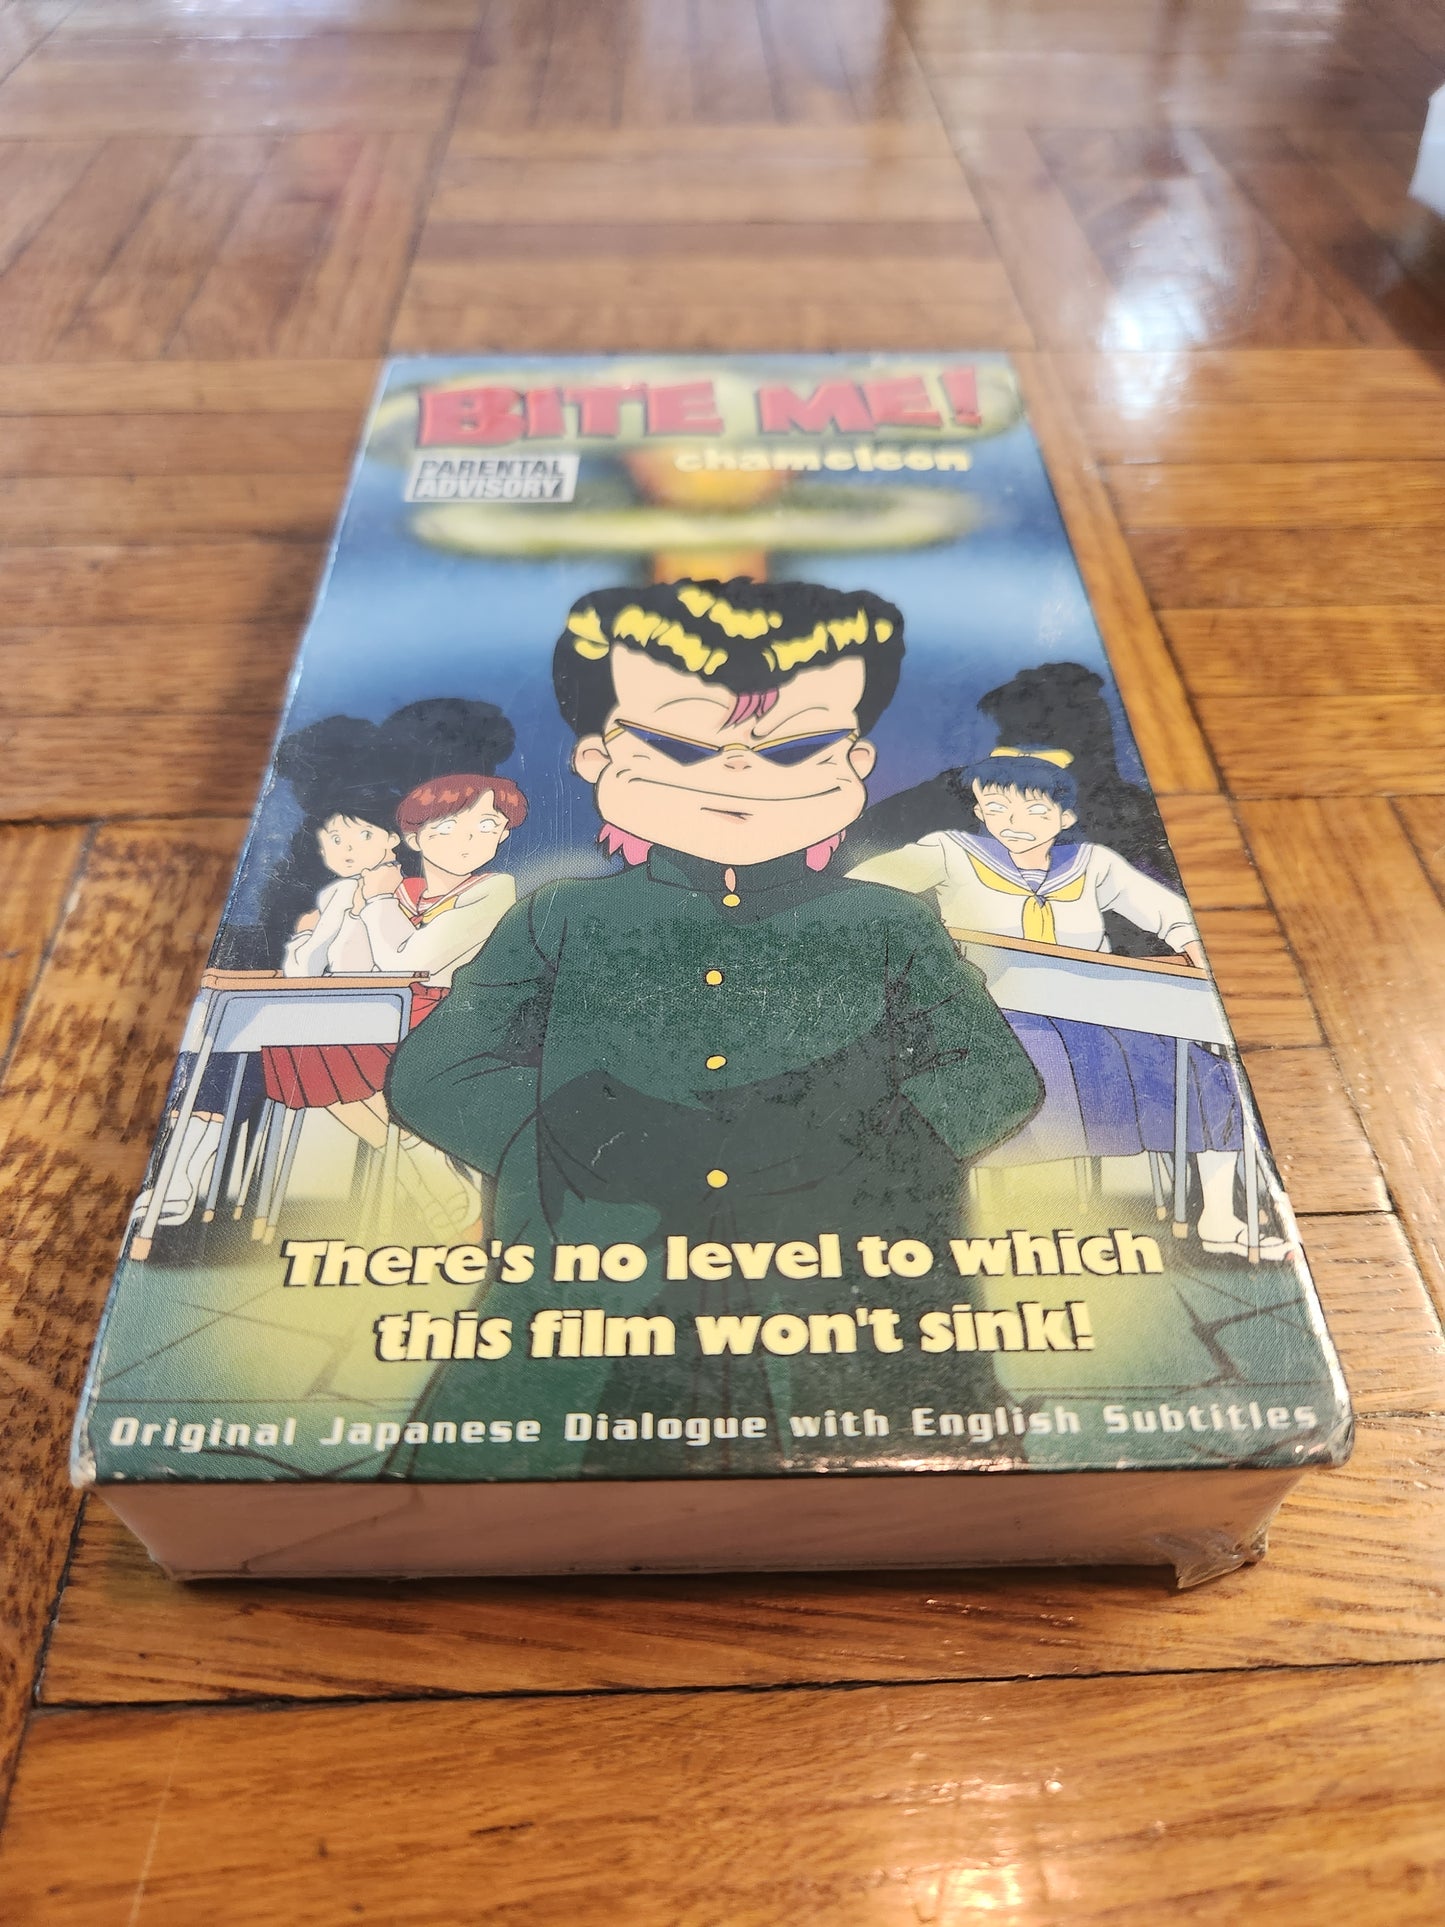 BITE ME!
chameleon
PARENTAL
ADVISORY
There's no level to which
this film won't sink!
Original Japanese Dialogue with English Subtitles